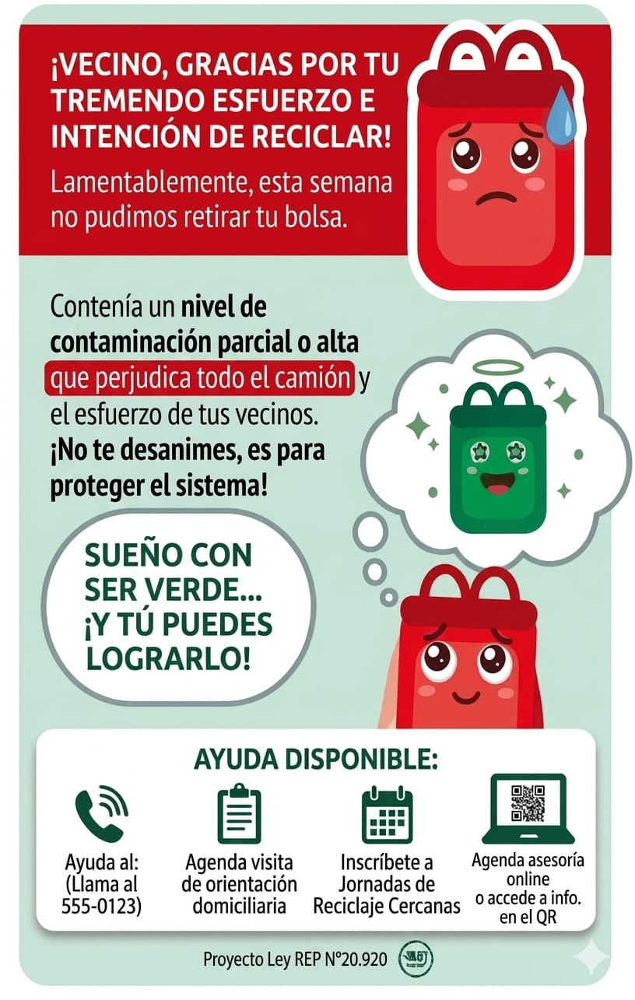 ¡VECINO, GRACIAS POR TU
TREMENDO ESFUERZO E
INTENCIÓN DE RECICLAR!
Lamentablemente, esta semana
no pudimos retirar tu bolsa.
Contenía un nivel de
contaminación parcial o alta
que perjudica todo el camión y
el esfuerzo de tus vecinos.
¡No te desanimes, es para
proteger el sistema!
SUEÑO CON
SER VERDE...
¡Y TÚ PUEDES
LOGRARLO!
AYUDA DISPONIBLE:
Ayuda al:
(Llama al
555-0123)
Agenda visita
de orientación
domiciliaria
Inscríbete a
Jornadas de
Reciclaje Cercanas
Agenda asesoría
online
o accede a info.
en el QR
Proyecto Ley REP N°20.920